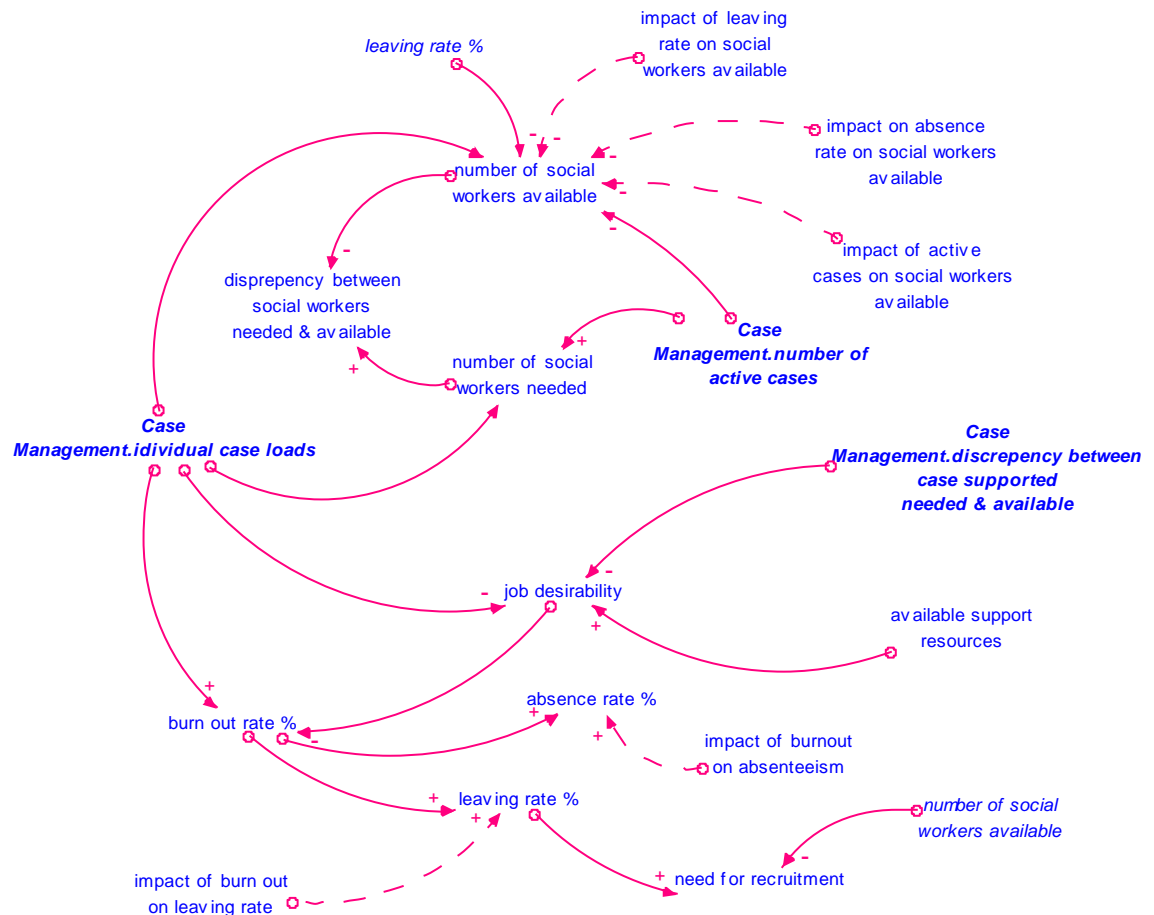 impact of leaving
rate on social
workers available
leaving rate %
impact on absence
rate on social workers
available
-
-
-
number of social
workers available
-
impact of active
cases on social workers
available
-
-
disprepency between
social workers
needed & available
Case
Management.number of
active cases
+
number of social
workers needed
+
Case
Management.idividual case loads
Case
Management.discrepency between
case supported
needed & available
-
job desirability
-
+
available support
resources
+
burn out rate %
-
absence rate %
+
+
impact of burnout
on absenteeism
leaving rate %
+
+
number of social
workers available
-
+
need for recruitment
impact of burn out
on leaving rate